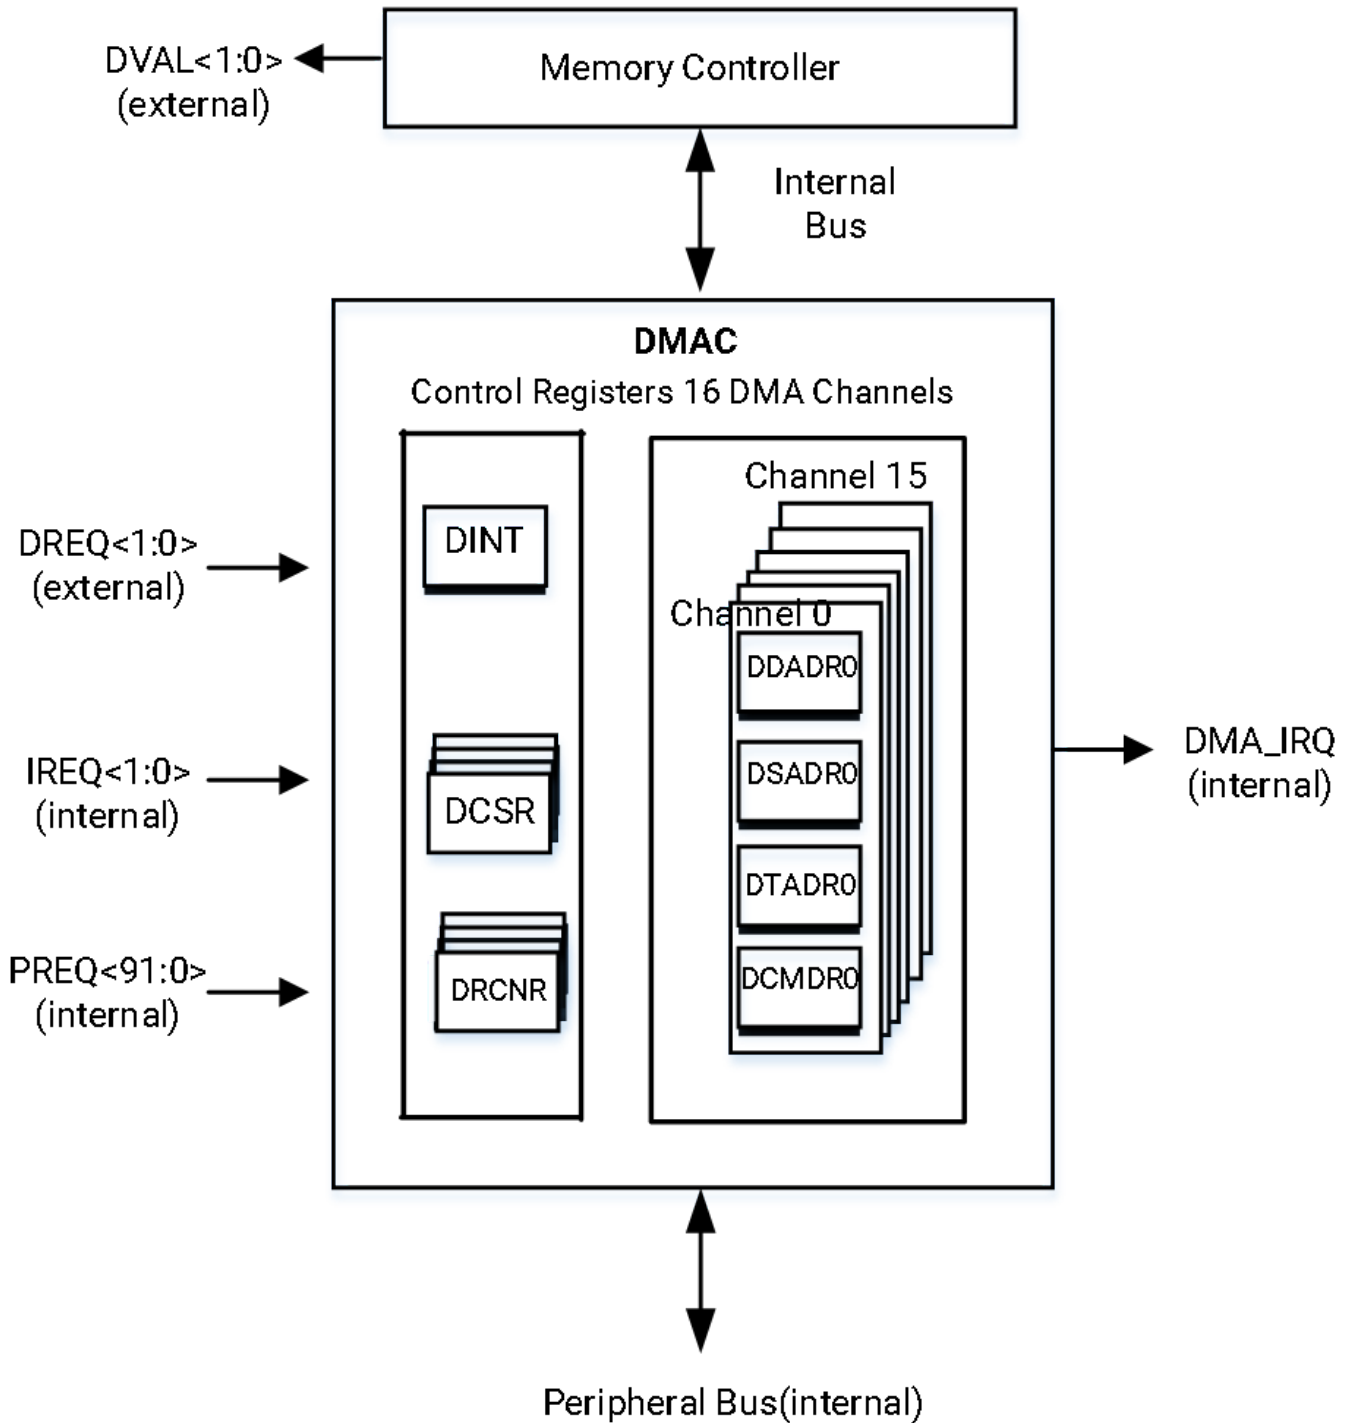 DVAL<1:0>
(external)
Memory Controller
Internal
Bus
DMAC
Control Registers 16 DMA Channels
Channel 15
DINT
DREQ<1:0>
(external)
Channel 0
DDADR0
DMA_IRQ
(internal)
IREQ<1:0>
(internal)
DCSR
DSADR0
DTADR0
PREQ<91:0>
(internal)
DRCNR
DCMDR0
Peripheral Bus(internal)